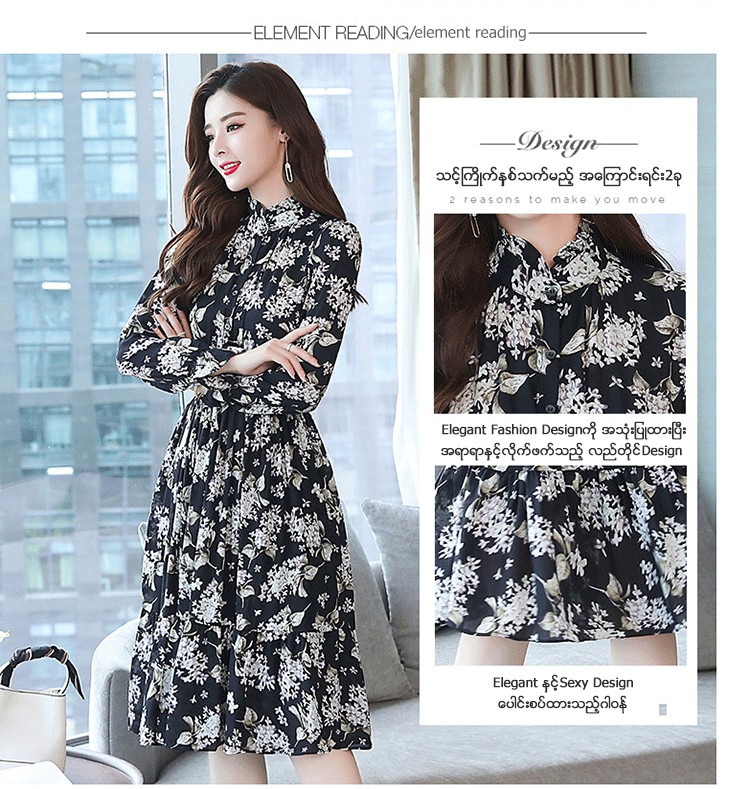 ELEMENT READING/element reading
Design
သင့်ကြိုက်နှစ်သက်မည့် အကြောင်းရင်း2ခု
2 reasons to make you move
Elegant Fashion Designကို အသုံးပြုထားပြီး
အရာရာနှင့်လိုက်ဖက်သည့် လည်တိုင်Design
Elegant နှင့်Sexy Design
ပေါင်းစပ်ထားသည့်ဂါဝန်